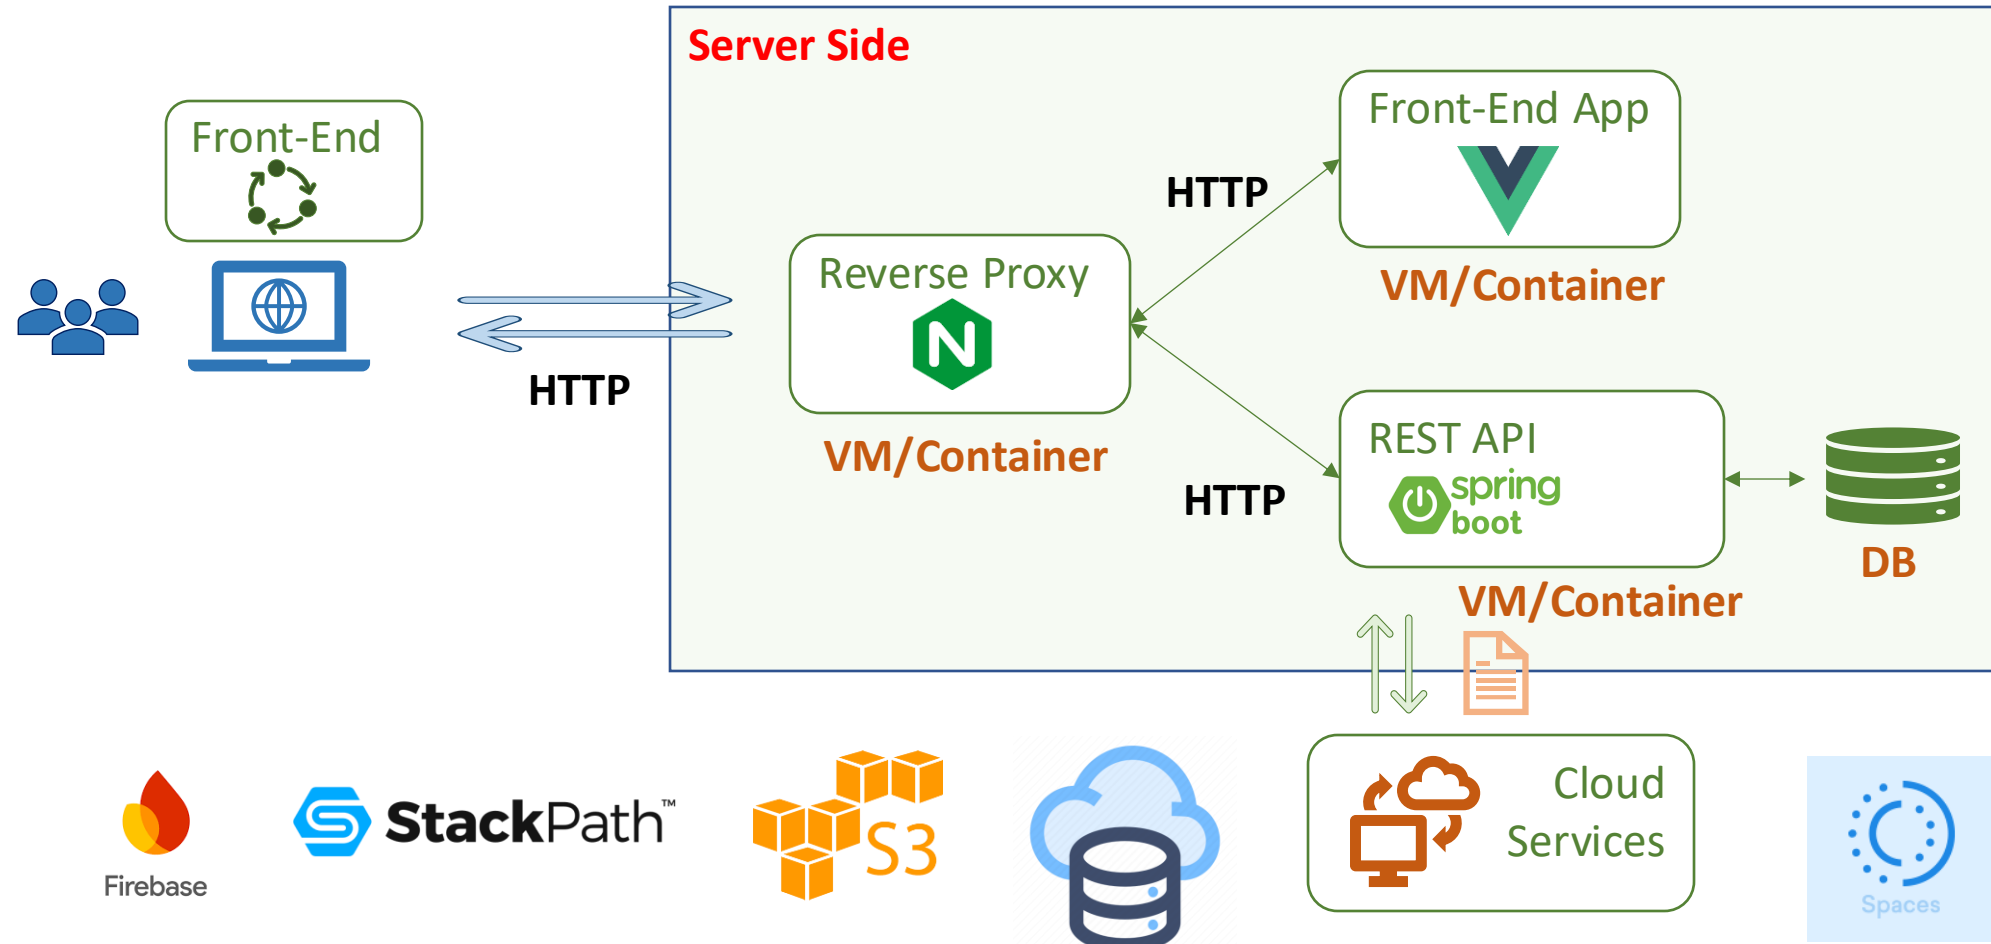 Server Side
Front-End
Front-End App
HTTP
Reverse Proxy
VM/Container
HTTP
REST API
VM/Container
spring
boot
HTTP
DB
VM/Container
Cloud
Services
StackPath™
S3
Firebase
Spaces